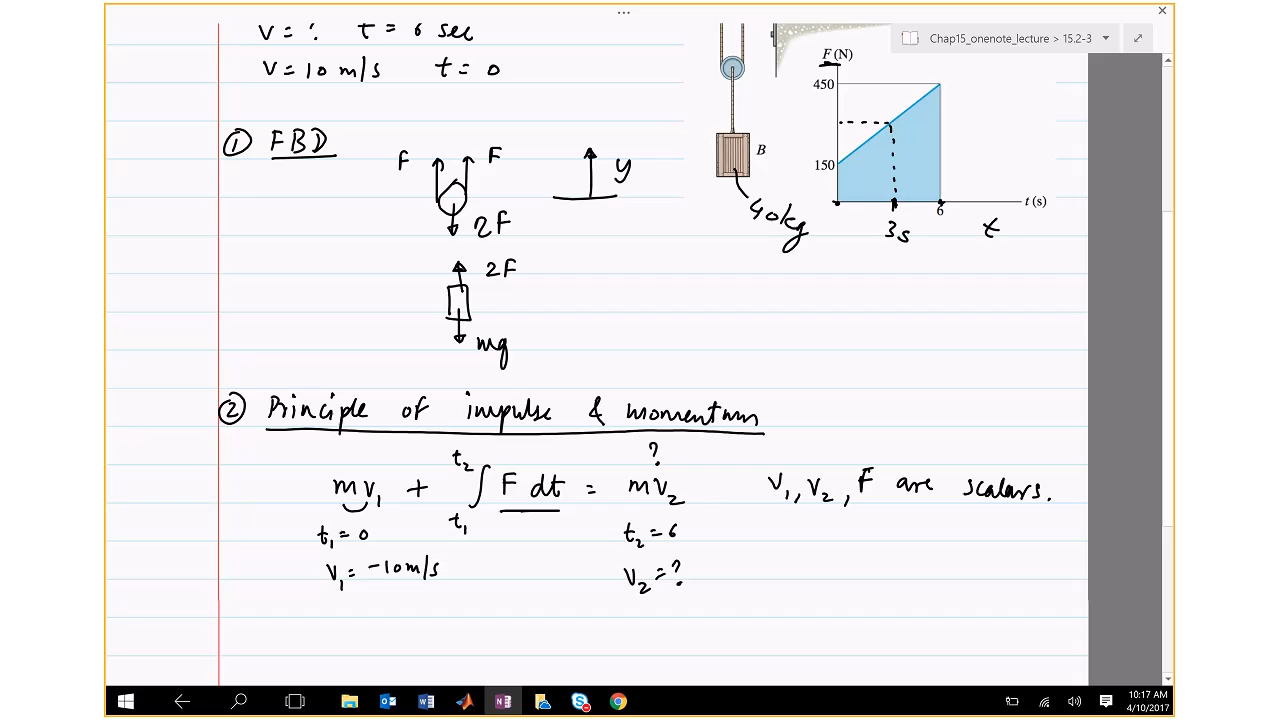 ...
Chap15_onenote_lecture > 15.2-3
V = ? t = 6 sec
V = 10 m/s t = 0
F (N)
450
150
B
40kg
6
t (s)
3s
t
① FBD
F F
y
2F
2F
mg
② Principle of impulse & momentum
?
t2
mv1 + ∫ F dt = mv2 V1, V2, F are scalars.
t1
t1 = 0 t2 = 6
V1 = -10m/s V2 = ?
10:17 AM
4/10/2017